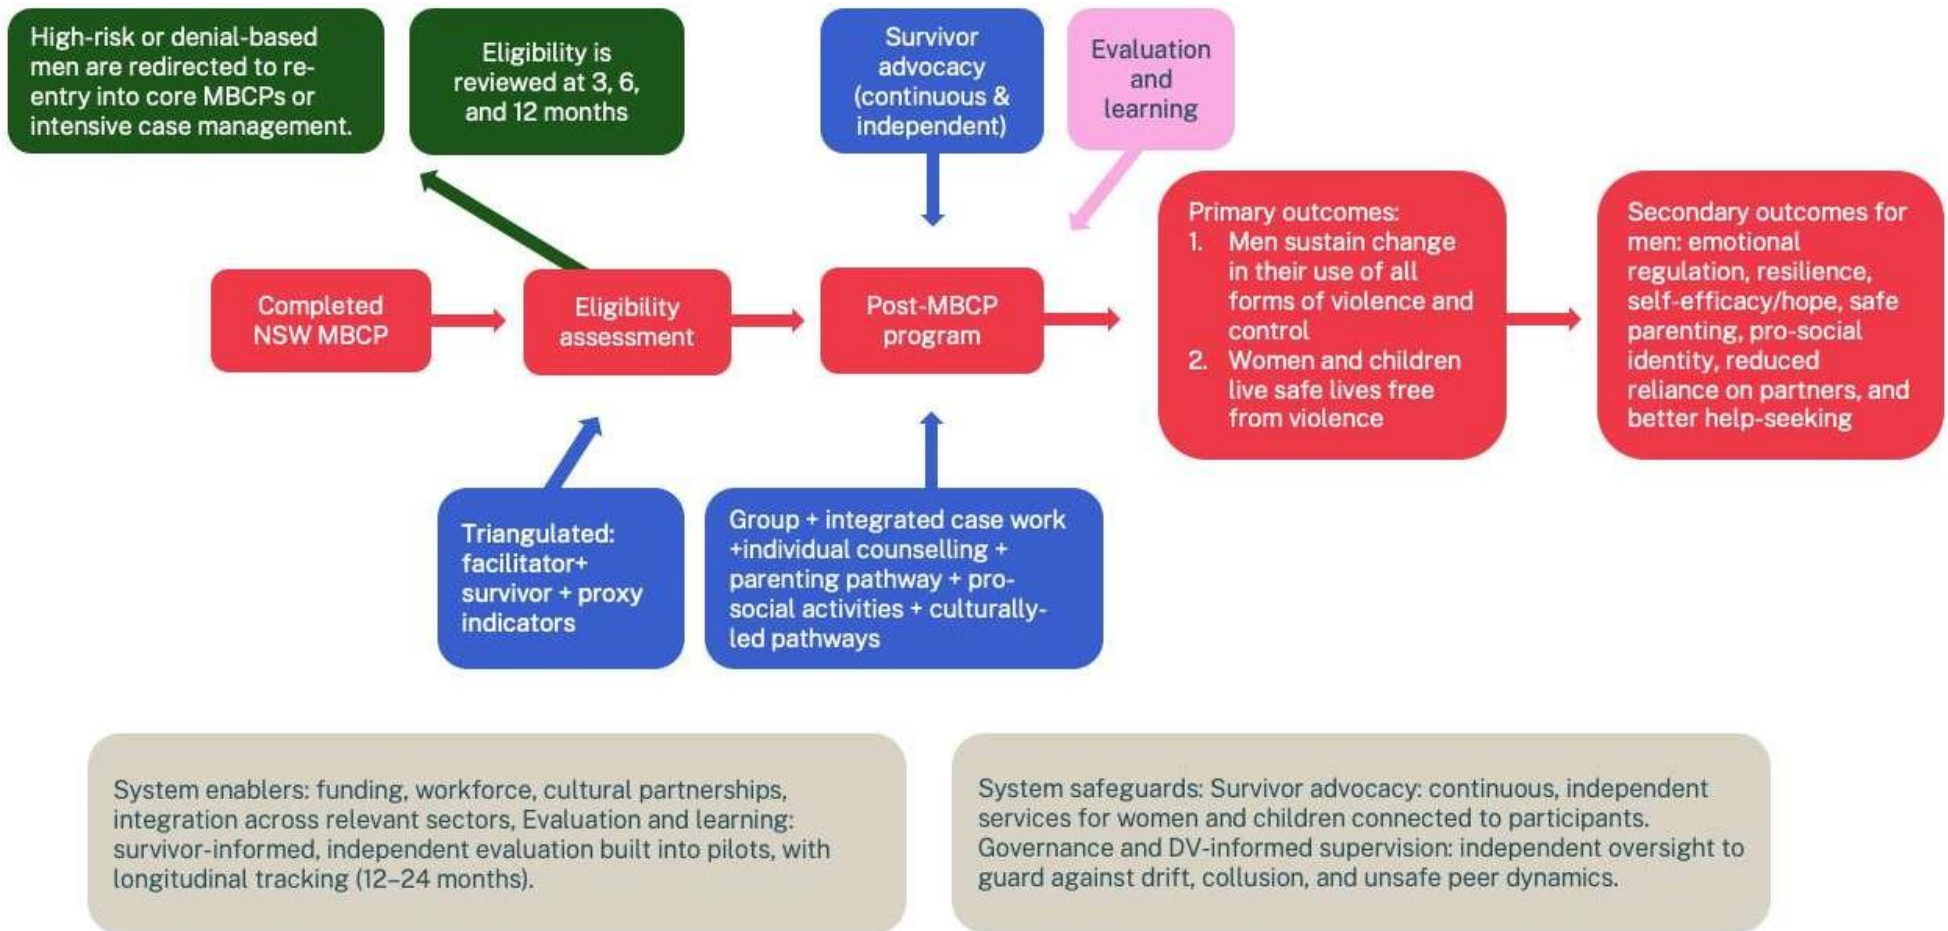 High-risk or denial-based
men are redirected to re-
entry into core MBCPs or
intensive case management.
Eligibility is
reviewed at 3, 6,
and 12 months
Survivor
advocacy
(continuous &
independent)
Evaluation
and
learning
Completed
NSW MBCP
Eligibility
assessment
Post-MBCP
program
Primary outcomes:
1. Men sustain change
in their use of all
forms of violence and
control
2. Women and children
live safe lives free
from violence
Secondary outcomes for
men: emotional
regulation, resilience,
self-efficacy/hope, safe
parenting, pro-social
identity, reduced
reliance on partners, and
better help-seeking
Triangulated:
facilitator+
survivor + proxy
indicators
Group + integrated case work
+individual counselling +
parenting pathway + pro-
social activities + culturally-
led pathways
System enablers: funding, workforce, cultural partnerships,
integration across relevant sectors, Evaluation and learning:
survivor-informed, independent evaluation built into pilots, with
longitudinal tracking (12–24 months).
System safeguards: Survivor advocacy: continuous, independent
services for women and children connected to participants.
Governance and DV-informed supervision: independent oversight to
guard against drift, collusion, and unsafe peer dynamics.